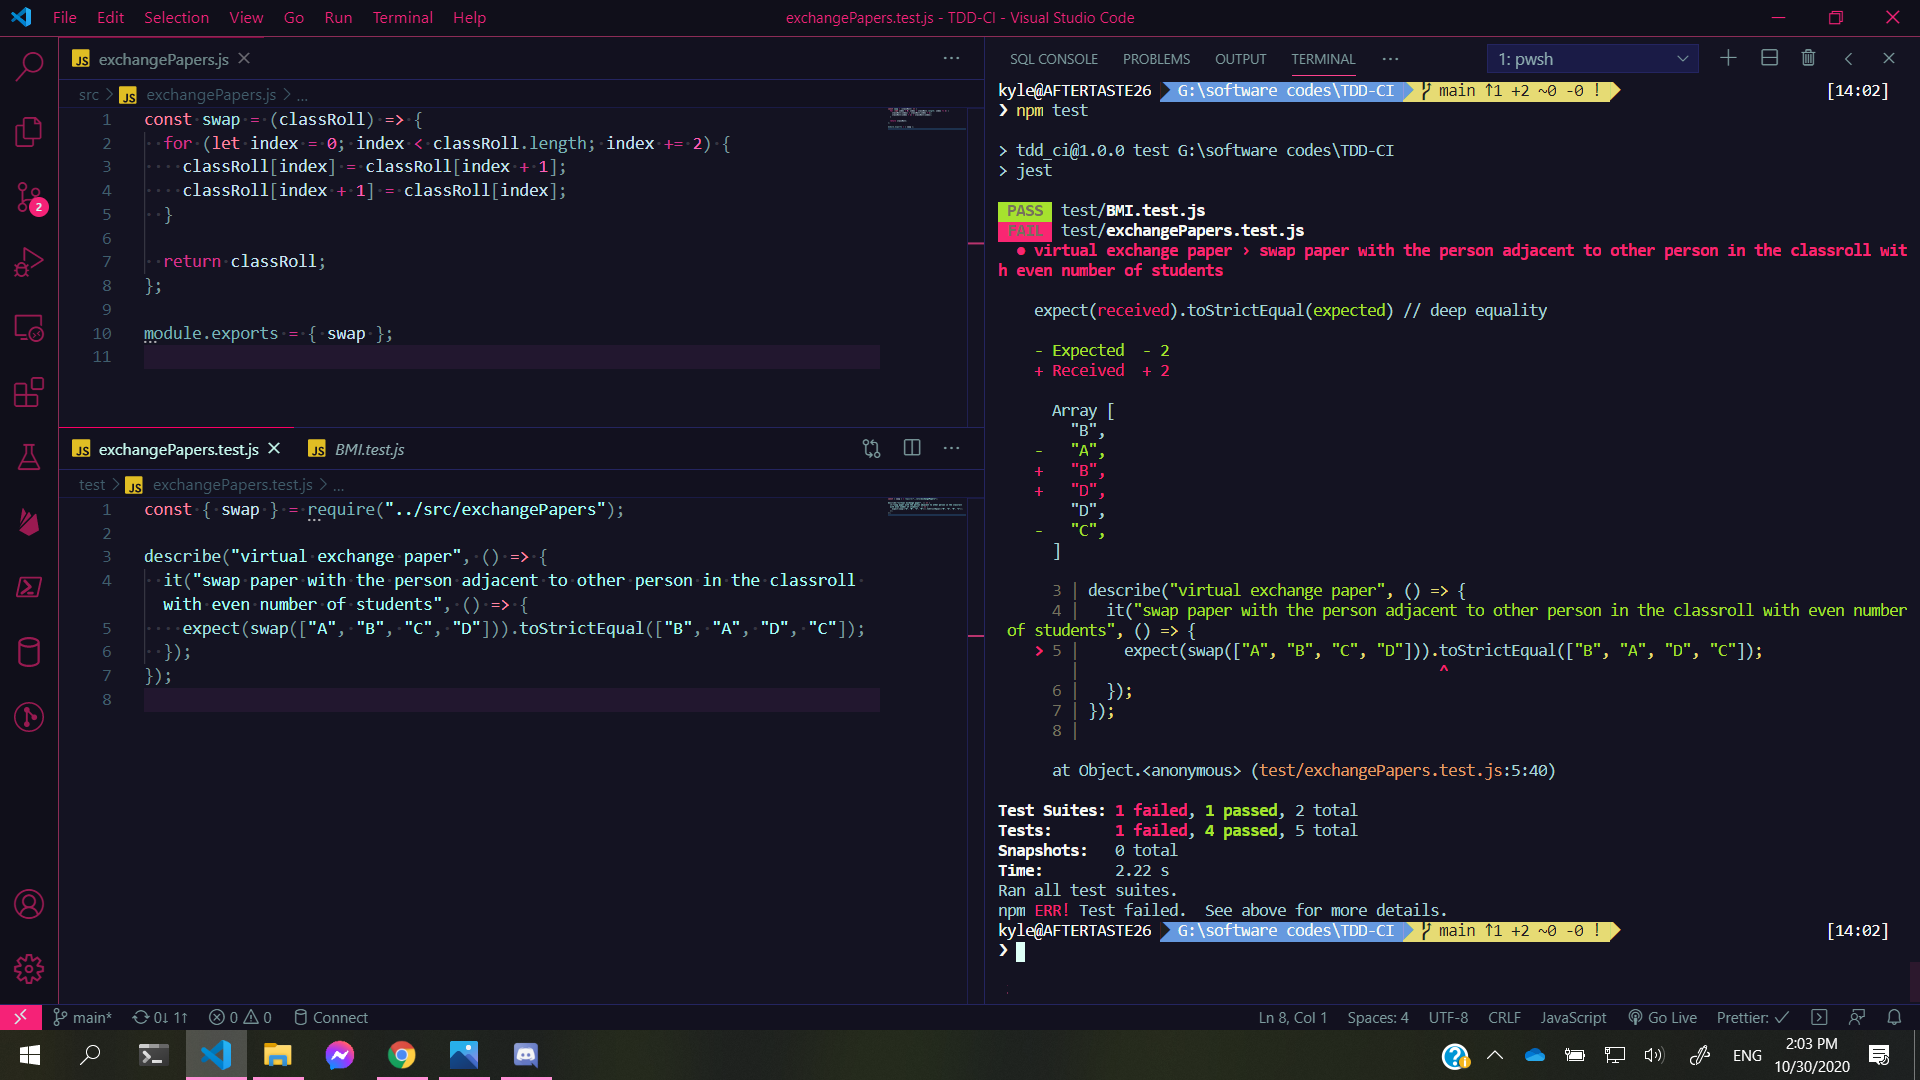 File Edit Selection View Go Run Terminal Help
exchangePapers.test.js - TDD-CI - Visual Studio Code
JS exchangePapers.js
src > JS exchangePapers.js > ...
1 const swap = (classRoll) => {
2 for (let index = 0; index < classRoll.length; index += 2) {
3 classRoll[index] = classRoll[index + 1];
4 classRoll[index + 1] = classRoll[index];
5 }
6
7 return classRoll;
8 };
9
10 module.exports = { swap };
11
JS exchangePapers.test.js JS BMI.test.js
test > JS exchangePapers.test.js > ...
1 const { swap } = require("../src/exchangePapers");
2
3 describe("virtual exchange paper", () => {
4 it("swap paper with the person adjacent to other person in the classroll
with even number of students", () => {
5 expect(swap(["A", "B", "C", "D"])).toStrictEqual(["B", "A", "D", "C"]);
6 });
7 });
8
SQL CONSOLE PROBLEMS OUTPUT TERMINAL ... 1: pwsh
kyle@AFTERTASTE26 G:\software codes\TDD-CI main ↑1 +2 ~0 -0 ! [14:02]
❯ npm test
> tdd_ci@1.0.0 test G:\software codes\TDD-CI
> jest
PASS test/BMI.test.js
FAIL test/exchangePapers.test.js
● virtual exchange paper › swap paper with the person adjacent to other person in the classroll wit
h even number of students
expect(received).toStrictEqual(expected) // deep equality
- Expected - 2
+ Received + 2
Array [
"B",
- "A",
+ "B",
+ "D",
"D",
- "C",
]
3 | describe("virtual exchange paper", () => {
4 | it("swap paper with the person adjacent to other person in the classroll with even number
of students", () => {
> 5 | expect(swap(["A", "B", "C", "D"])).toStrictEqual(["B", "A", "D", "C"]);
| ^
6 | });
7 | });
8 |
at Object.<anonymous> (test/exchangePapers.test.js:5:40)
Test Suites: 1 failed, 1 passed, 2 total
Tests: 1 failed, 4 passed, 5 total
Snapshots: 0 total
Time: 2.22 s
Ran all test suites.
npm ERR! Test failed. See above for more details.
kyle@AFTERTASTE26 G:\software codes\TDD-CI main ↑1 +2 ~0 -0 ! [14:02]
❯
2
main* 0↓ 1↑ 0 0 Connect
Ln 8, Col 1 Spaces: 4 UTF-8 CRLF JavaScript Go Live Prettier: ✓
ENG
2:03 PM
10/30/2020